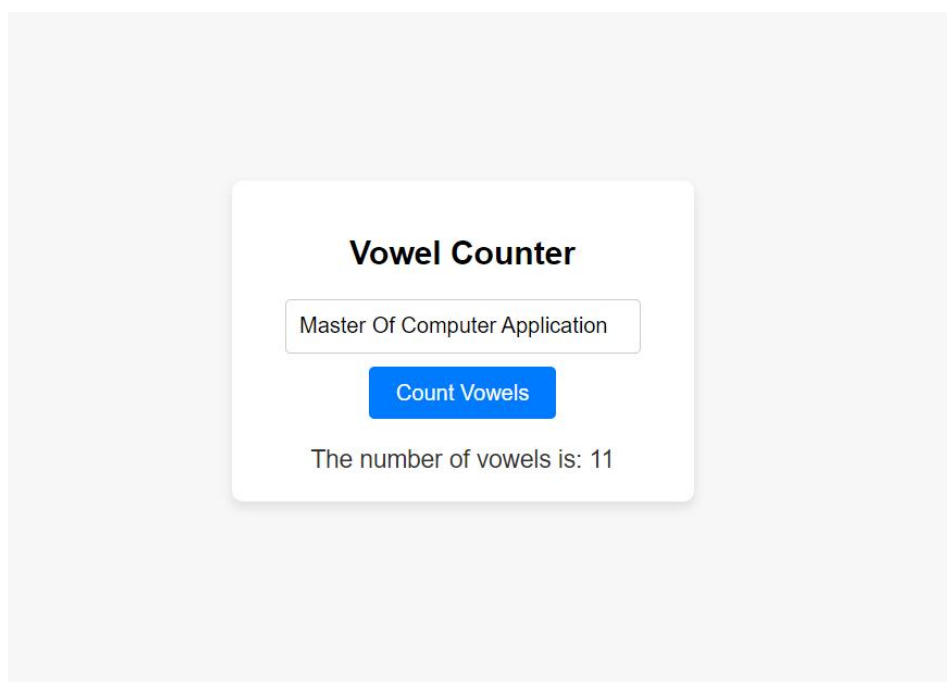 Vowel Counter
Master Of Computer Application
Count Vowels
The number of vowels is: 11